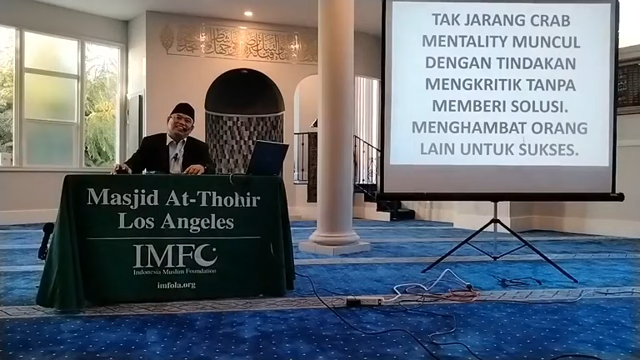 TAK JARANG CRAB
MENTALITY MUNCUL
DENGAN TINDAKAN
MENGKRITIK TANPA
MEMBERI SOLUSI.
MENGHAMBAT ORANG
LAIN UNTUK SUKSES.
Masjid At-Thohir
Los Angeles
IMF
Indonesia Muslim Foundation
imfola.org